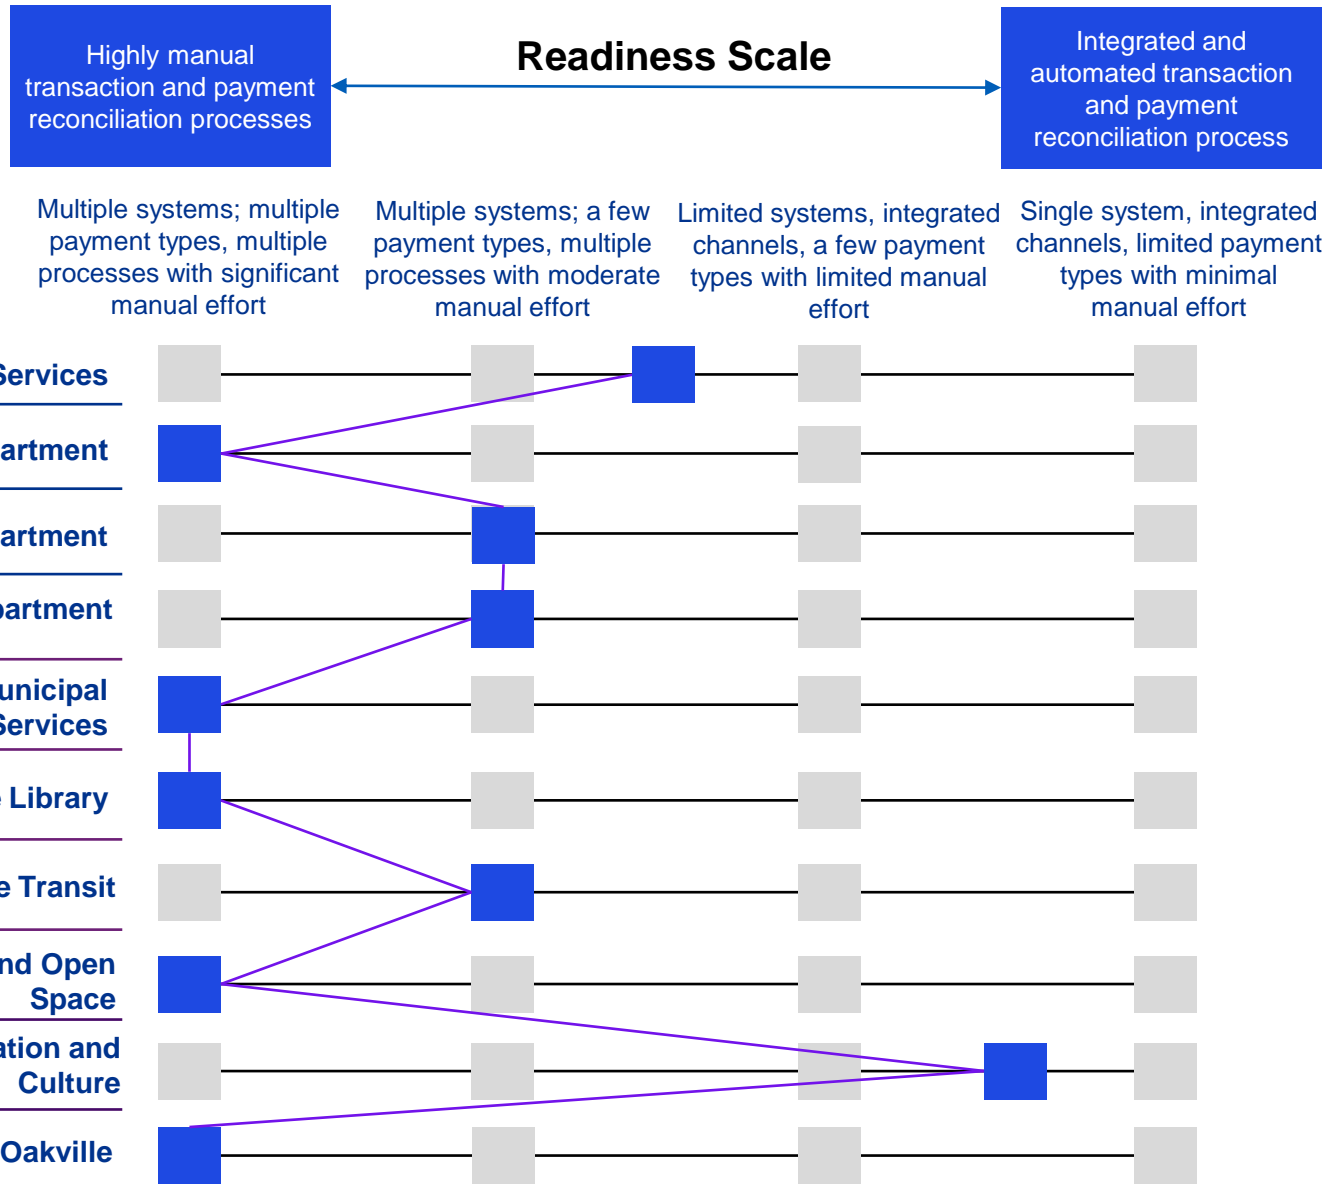 Highly manual
transaction and payment
reconciliation processes
Readiness Scale
Integrated and
automated transaction
and payment
reconciliation process
Multiple systems; multiple
payment types, multiple
processes with significant
manual effort
Multiple systems; a few
payment types, multiple
processes with moderate
manual effort
Limited systems, integrated
channels, a few payment
types with limited manual
effort
Single system, integrated
channels, limited payment
types with minimal
manual effort
Services
artment
artment
partment
unicipal
Services
e Library
e Transit
nd Open
Space
ation and
Culture
Oakville